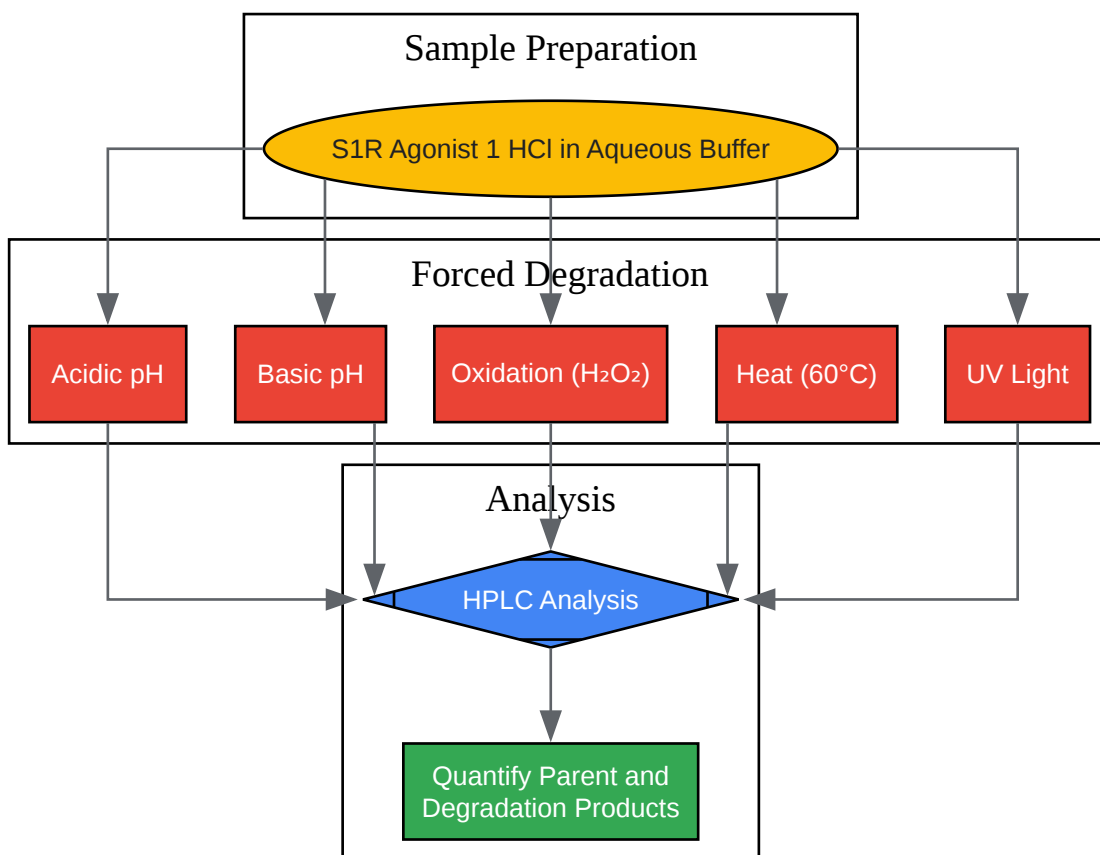 Sample Preparation
S1R Agonist 1 HCl in Aqueous Buffer
Forced Degradation
Acidic pH
Basic pH
Oxidation (H₂O₂)
Heat (60°C)
UV Light
Analysis
HPLC Analysis
Quantify Parent and
Degradation Products